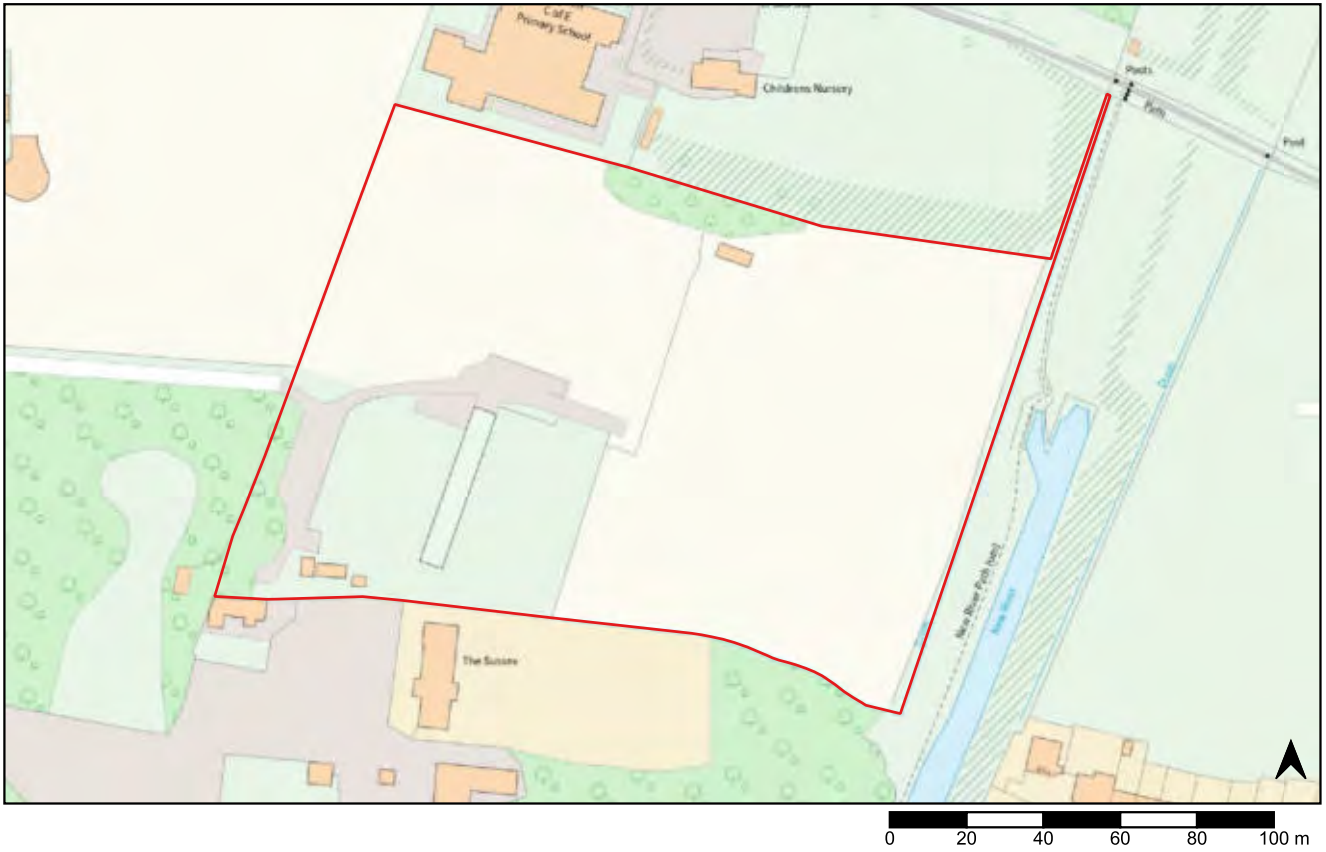 C of E
Primary School
Childrens Nursery
Posts
Path
Post
Drain
New River Path (um)
New River
The Sussex
0 20 40 60 80 100 m